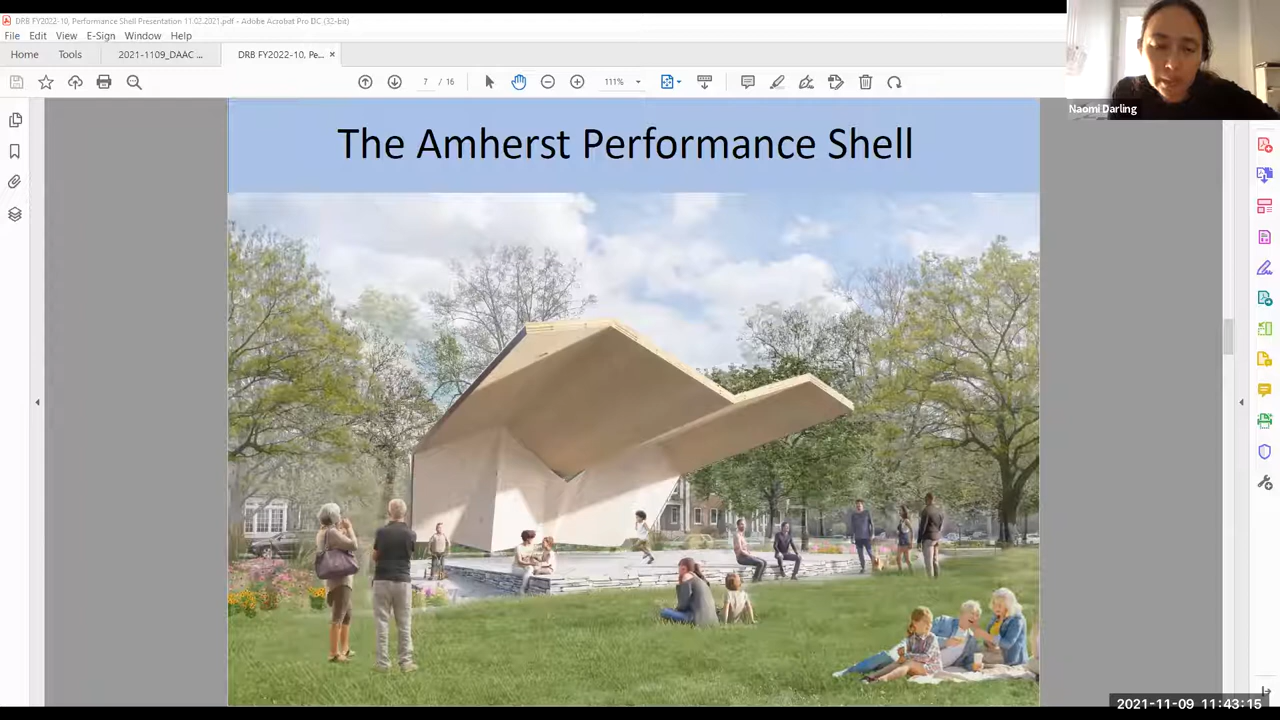 DRB FY2022-10, Performance Shell Presentation 11.02.2021.pdf - Adobe Acrobat Pro DC (32-bit)
File Edit View E-Sign Window Help
Home Tools 2021-1109_DAAC ... DRB FY2022-10, Pe... ×
7 / 16 111%
Naomi Darling
The Amherst Performance Shell
2021-11-09 11:43:15